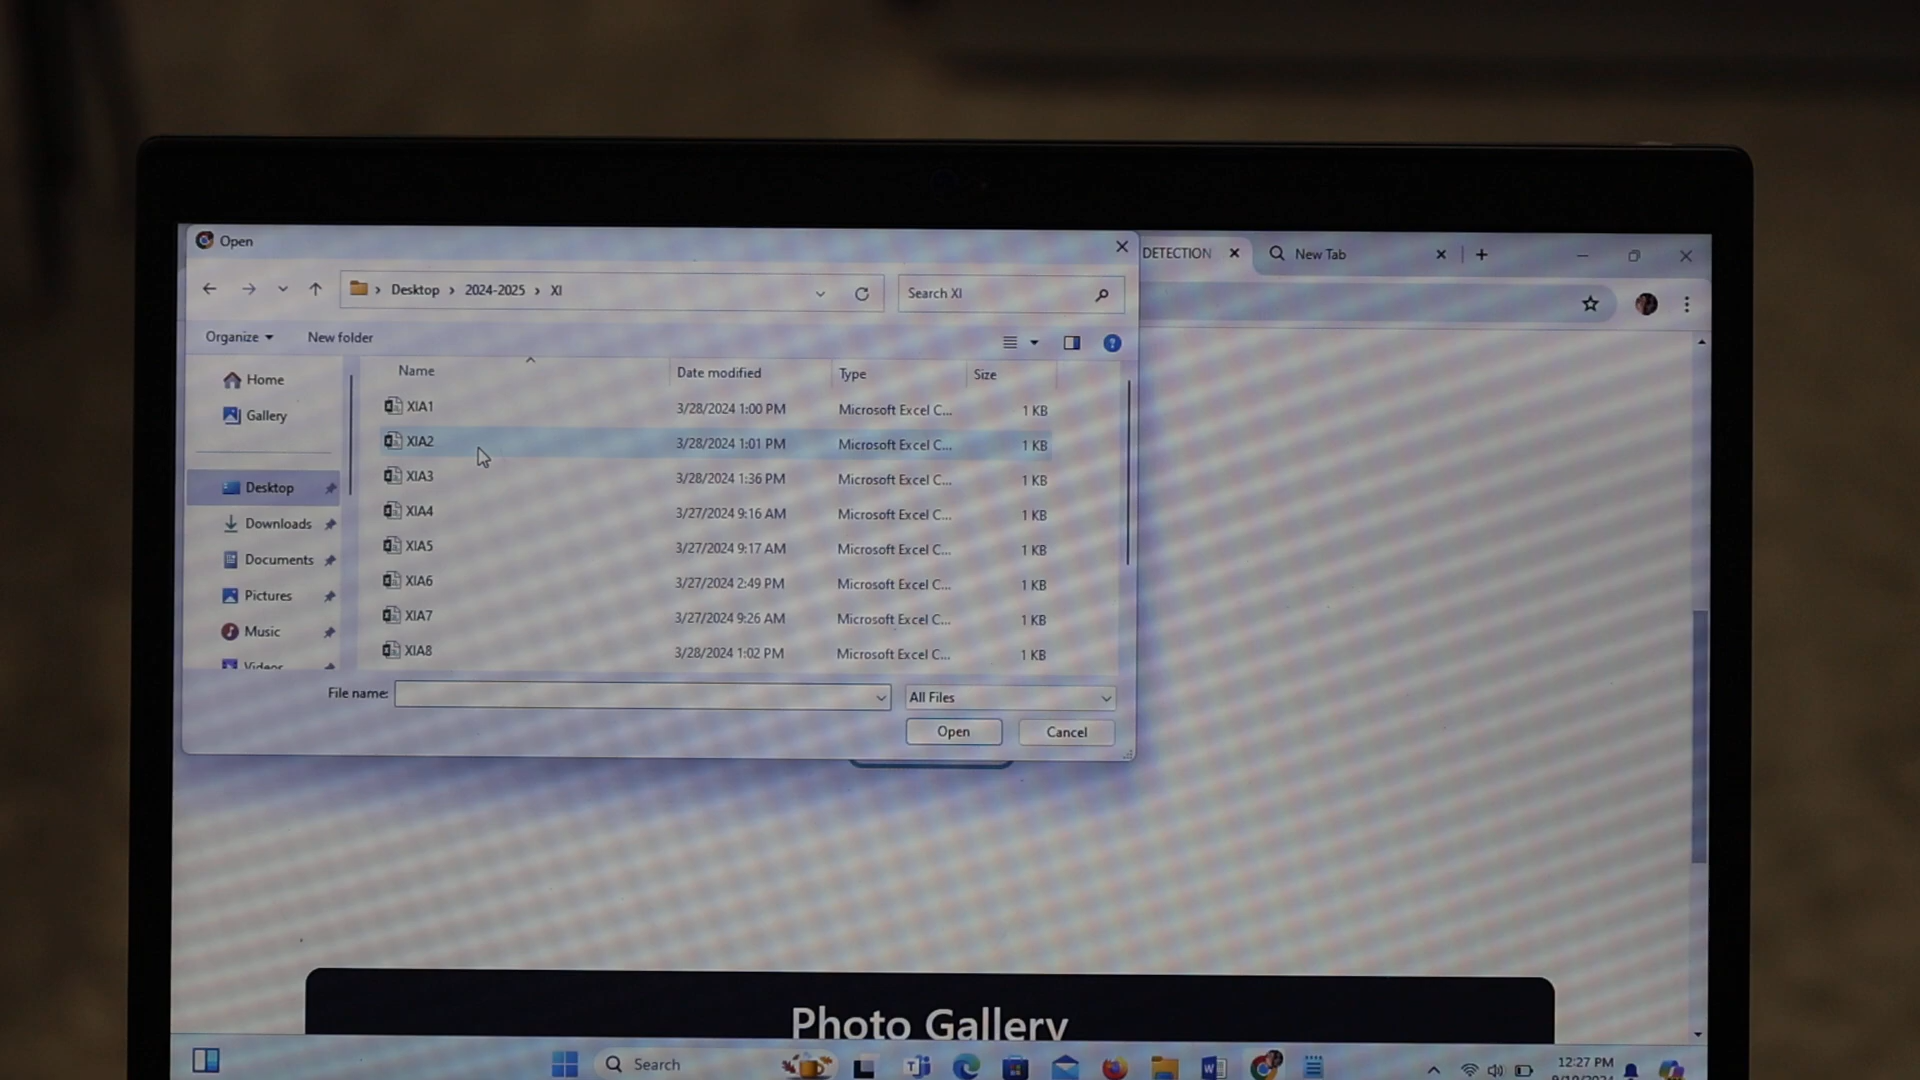 Open
DETECTION
New Tab
Desktop > 2024-2025 > XI
Search XI
Organize
New folder
Name
Date modified
Type
Size
Home
Gallery
Desktop
Downloads
Documents
Pictures
Music
Videos
XIA1 3/28/2024 1:00 PM Microsoft Excel C... 1 KB
XIA2 3/28/2024 1:01 PM Microsoft Excel C... 1 KB
XIA3 3/28/2024 1:36 PM Microsoft Excel C... 1 KB
XIA4 3/27/2024 9:16 AM Microsoft Excel C... 1 KB
XIA5 3/27/2024 9:17 AM Microsoft Excel C... 1 KB
XIA6 3/27/2024 2:49 PM Microsoft Excel C... 1 KB
XIA7 3/27/2024 9:26 AM Microsoft Excel C... 1 KB
XIA8 3/28/2024 1:02 PM Microsoft Excel C... 1 KB
File name:
All Files
Open
Cancel
Photo Gallery
Search
12:27 PM